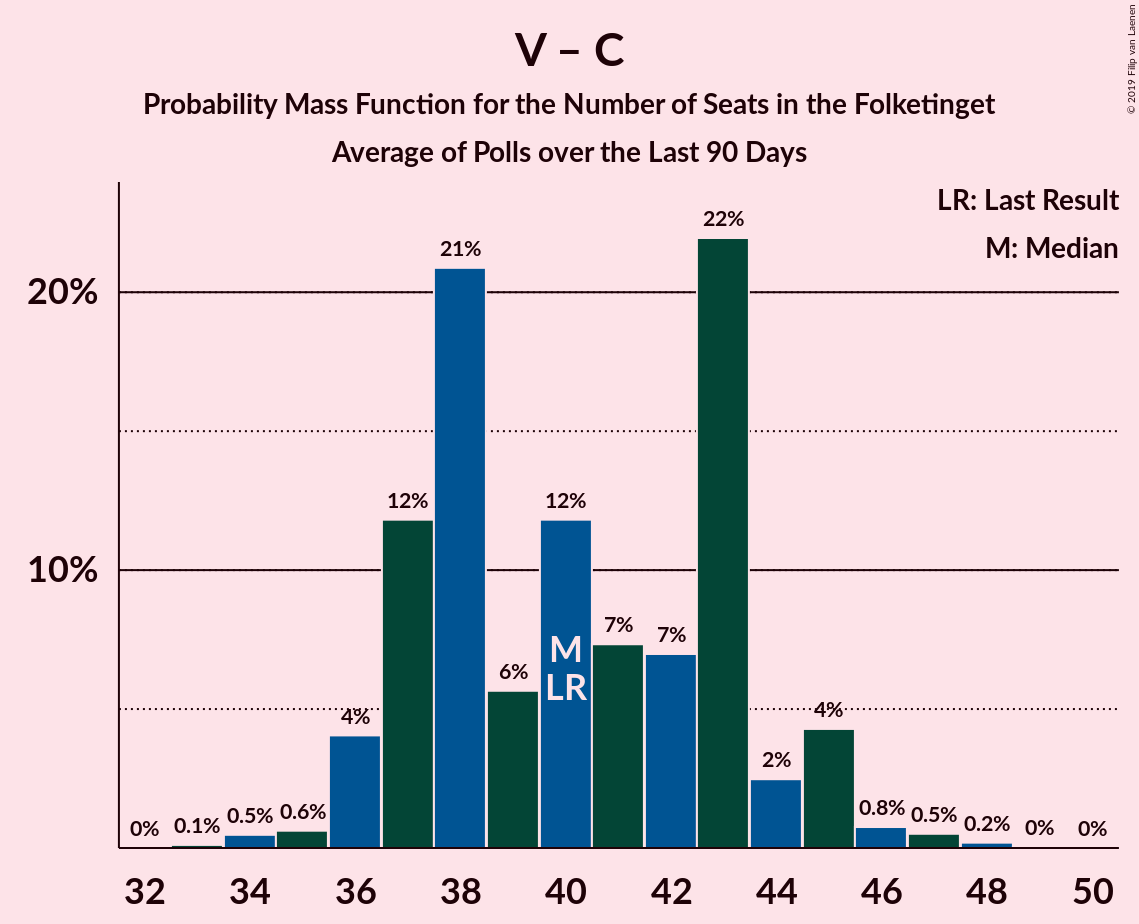 V – C
Probability Mass Function for the Number of Seats in the Folketinget
Average of Polls over the Last 90 Days
© 2019 Filip van Laenen
LR: Last Result
M: Median
20%
10%
0%
0.1%
0.5%
0.6%
4%
12%
21%
6%
12%
7%
7%
22%
2%
4%
0.8%
0.5%
0.2%
0%
0%
M
LR
32 34 36 38 40 42 44 46 48 50